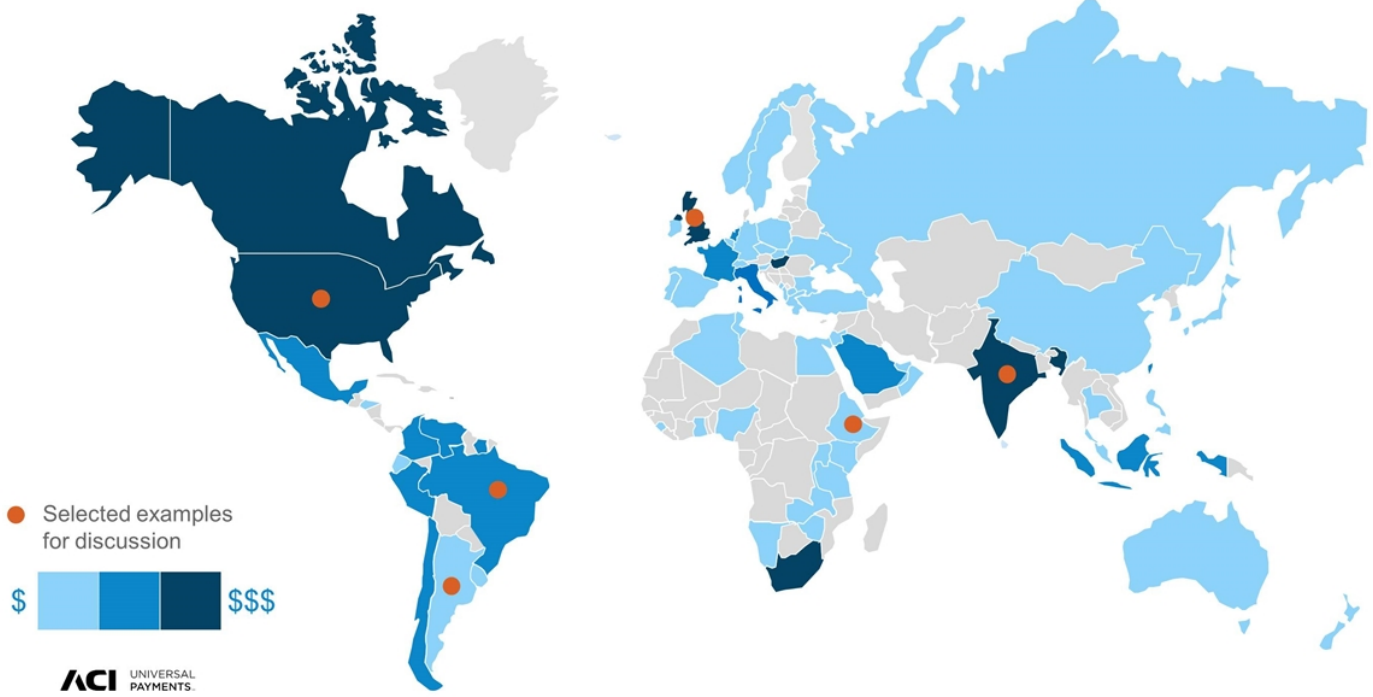 Selected examples
for discussion
$ $$$
ACI UNIVERSAL
PAYMENTS.